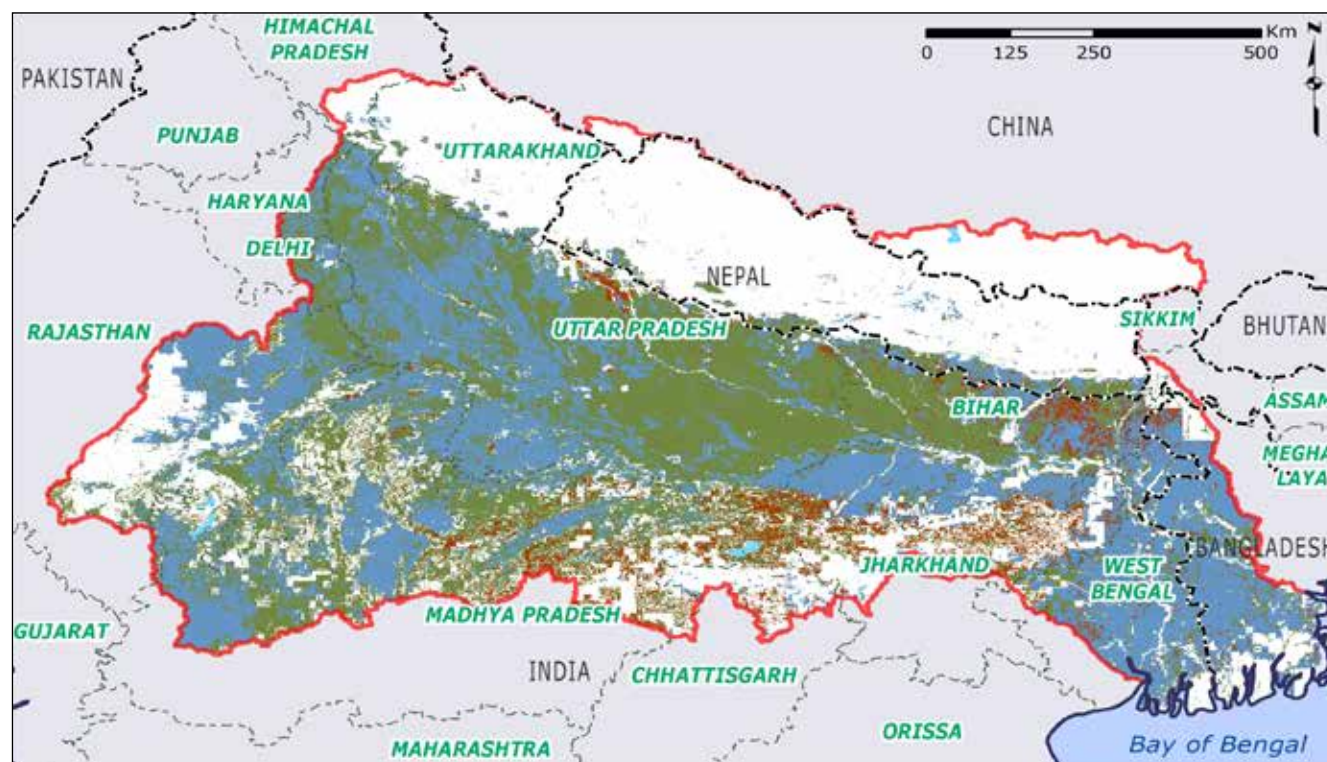 HIMACHAL
PRADESH
Km
N
0
125
250
500
PAKISTAN
CHINA
PUNJAB
UTTARAKHAND
HARYANA
DELHI
NEPAL
RAJASTHAN
UTTAR PRADESH
SIKKIM
BHUTAN
BIHAR
ASSAM
MEGHA
LAYA
BANGLADESH
JHARKHAND
WEST
BENGAL
MADHYA PRADESH
GUJARAT
INDIA
CHHATTISGARH
ORISSA
MAHARASHTRA
Bay of Bengal